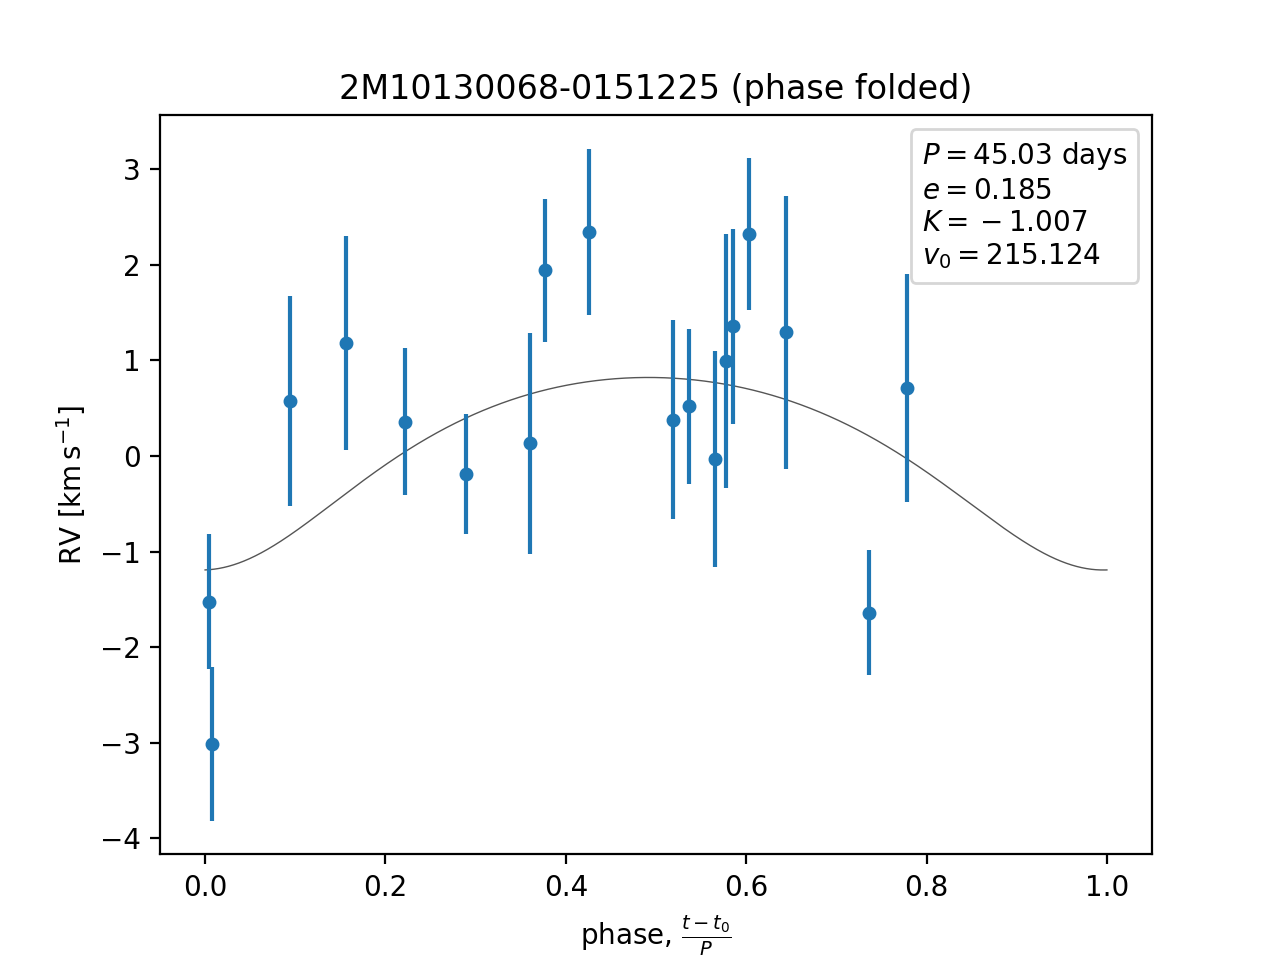 2M10130068-0151225 (phase folded)
P = 45.03 days
e = 0.185
K = −1.007
v₀ = 215.124
RV [km s⁻¹]
3
2
1
0
−1
−2
−3
−4
0.0 0.2 0.4 0.6 0.8 1.0
phase, (t − t₀)/P